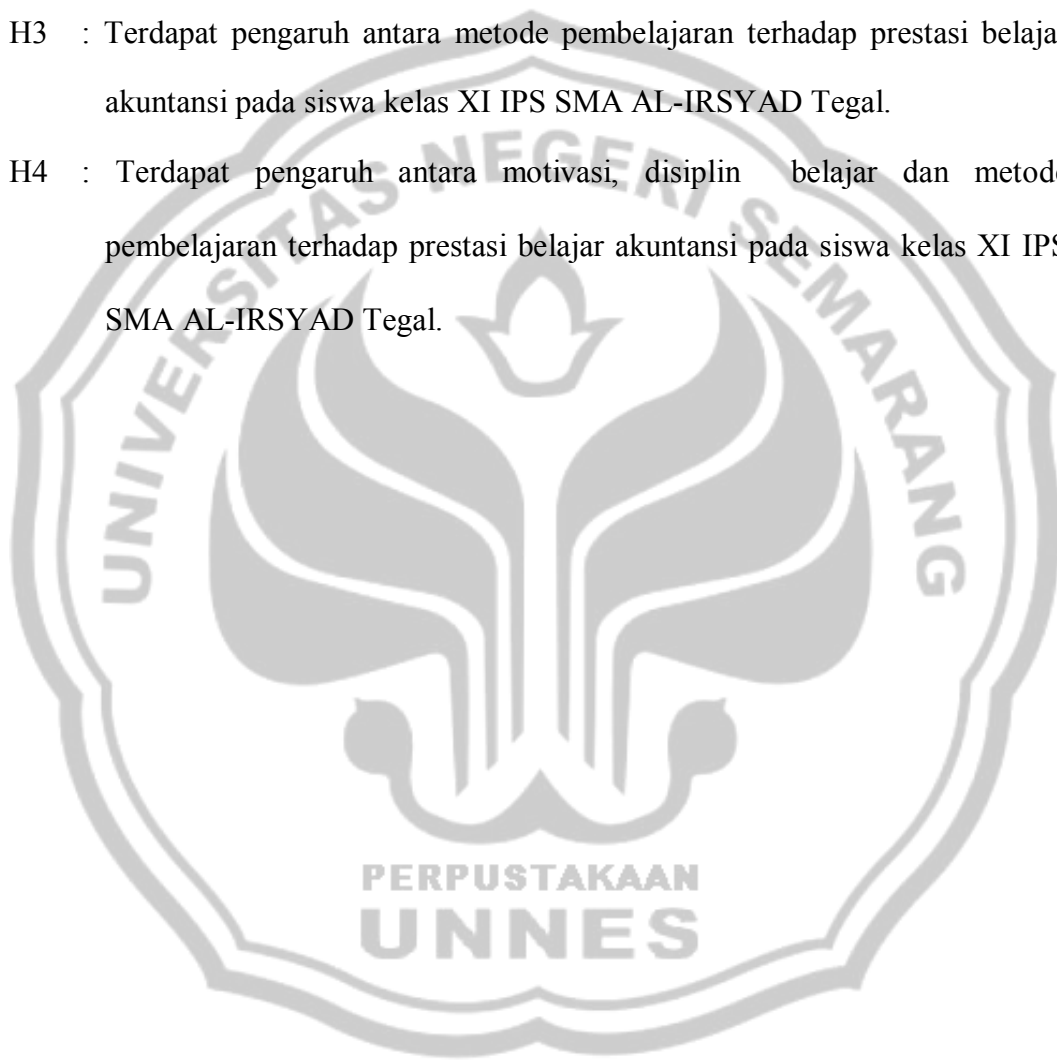 H3 : Terdapat pengaruh antara metode pembelajaran terhadap prestasi belaja
akuntansi pada siswa kelas XI IPS SMA AL-IRSYAD Tegal.
H4 : Terdapat pengaruh antara motivasi, disiplin belajar dan metod
pembelajaran terhadap prestasi belajar akuntansi pada siswa kelas XI IPS
SMA AL-IRSYAD Tegal.
UNIVERSITAS NEGERI SEMARANG
PERPUSTAKAAN
UNNES